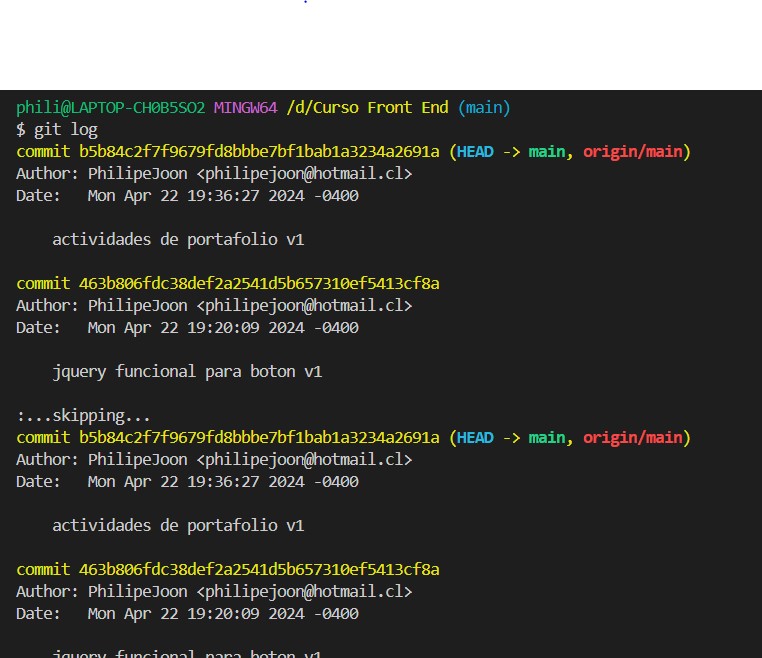 phili@LAPTOP-CH0B5SO2 MINGW64 /d/Curso Front End (main)
$ git log
commit b5b84c2f7f9679fd8bbbe7bf1bab1a3234a2691a (HEAD -> main, origin/main)
Author: PhilipeJoon <philipejoon@hotmail.cl>
Date:   Mon Apr 22 19:36:27 2024 -0400
actividades de portafolio v1
commit 463b806fdc38def2a2541d5b657310ef5413cf8a
Author: PhilipeJoon <philipejoon@hotmail.cl>
Date:   Mon Apr 22 19:20:09 2024 -0400
jquery funcional para boton v1
:...skipping...
commit b5b84c2f7f9679fd8bbbe7bf1bab1a3234a2691a (HEAD -> main, origin/main)
Author: PhilipeJoon <philipejoon@hotmail.cl>
Date:   Mon Apr 22 19:36:27 2024 -0400
actividades de portafolio v1
commit 463b806fdc38def2a2541d5b657310ef5413cf8a
Author: PhilipeJoon <philipejoon@hotmail.cl>
Date:   Mon Apr 22 19:20:09 2024 -0400
jquery funcional para boton v1